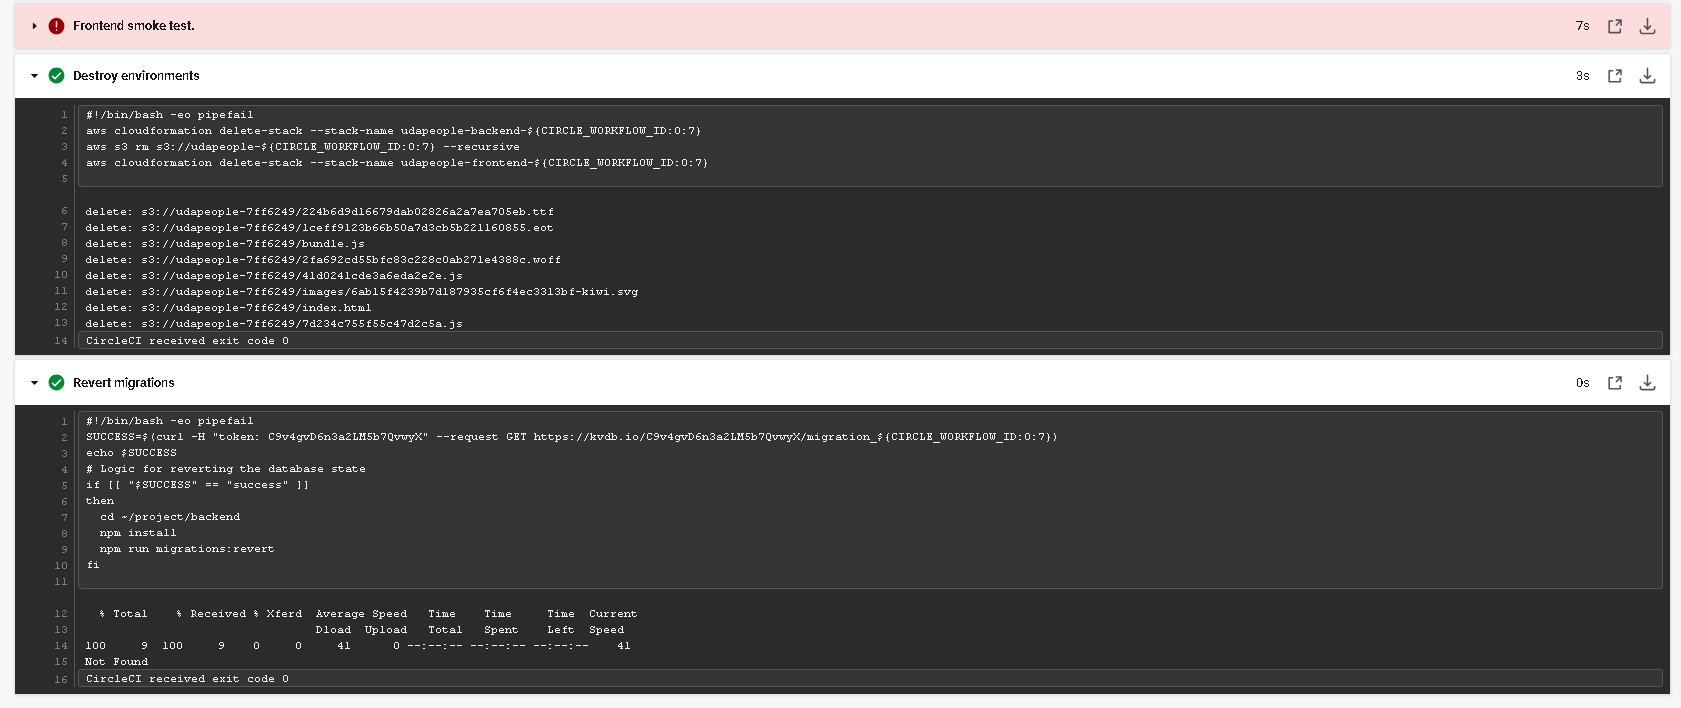 Frontend smoke test. 7s
Destroy environments 3s
1 #!/bin/bash -eo pipefail
2 aws cloudformation delete-stack --stack-name udapeople-backend-${CIRCLE_WORKFLOW_ID:0:7}
3 aws s3 rm s3://udapeople-${CIRCLE_WORKFLOW_ID:0:7} --recursive
4 aws cloudformation delete-stack --stack-name udapeople-frontend-${CIRCLE_WORKFLOW_ID:0:7}
5
6 delete: s3://udapeople-7ff6249/224b6d9d16679dab02826a2a7ea705eb.ttf
7 delete: s3://udapeople-7ff6249/1ceff9123b66b50a7d3cb5b221160855.eot
8 delete: s3://udapeople-7ff6249/bundle.js
9 delete: s3://udapeople-7ff6249/2fa692cd55bfc83c228c0ab271e4388c.woff
10 delete: s3://udapeople-7ff6249/41d0241cde3a6eda2e2e.js
11 delete: s3://udapeople-7ff6249/images/6ab15f4239b7d187935cf6f4ec3313bf-kiwi.svg
12 delete: s3://udapeople-7ff6249/index.html
13 delete: s3://udapeople-7ff6249/7d234c755f55c47d2c5a.js
14 CircleCI received exit code 0
Revert migrations 0s
1 #!/bin/bash -eo pipefail
2 SUCCESS=$(curl -H "token: C9v4gvD6n3a2LM5b7QvwyX" --request GET https://kvdb.io/C9v4gvD6n3a2LM5b7QvwyX/migration_${CIRCLE_WORKFLOW_ID:0:7})
3 echo $SUCCESS
4 # Logic for reverting the database state
5 if [[ "$SUCCESS" == "success" ]]
6 then
7 cd ~/project/backend
8 npm install
9 npm run migrations:revert
10 fi
11
12 % Total % Received % Xferd Average Speed Time Time Time Current
13 Dload Upload Total Spent Left Speed
14 100 9 100 9 0 0 41 0 --:--:-- --:--:-- --:--:-- 41
15 Not Found
16 CircleCI received exit code 0